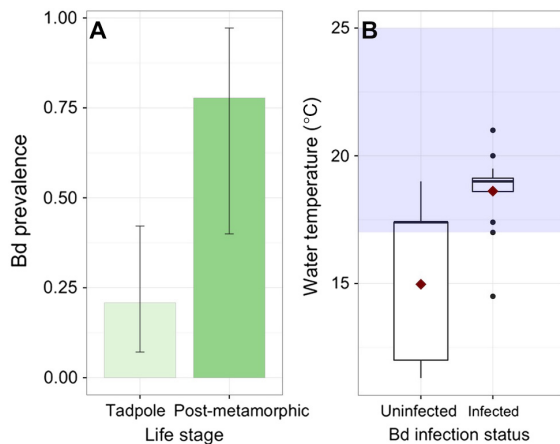 A
1.00
0.75
0.50
0.25
0.00
Bd prevalence
Tadpole Post-metamorphic
Life stage
B
25
20
15
Water temperature (°C)
Uninfected Infected
Bd infection status